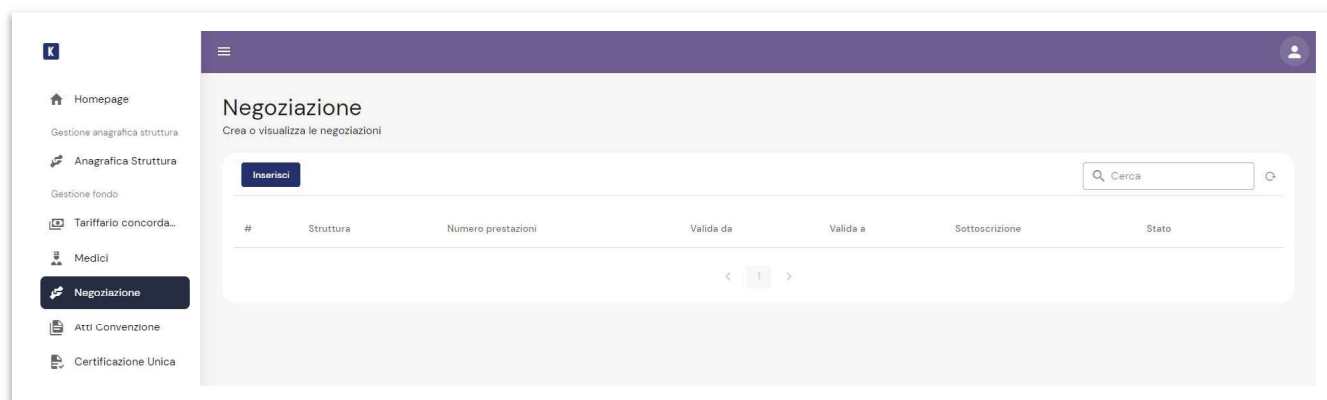 K
Homepage
Gestione anagrafica struttura
Anagrafica Struttura
Gestione fondo
Tariffario concorda...
Medici
Negoziazione
Atti Convenzione
Certificazione Unica
Negoziazione
Crea o visualizza le negoziazioni
Inserisci
Cerca
# Struttura Numero prestazioni Valida da Valida a Sottoscrizione Stato
1